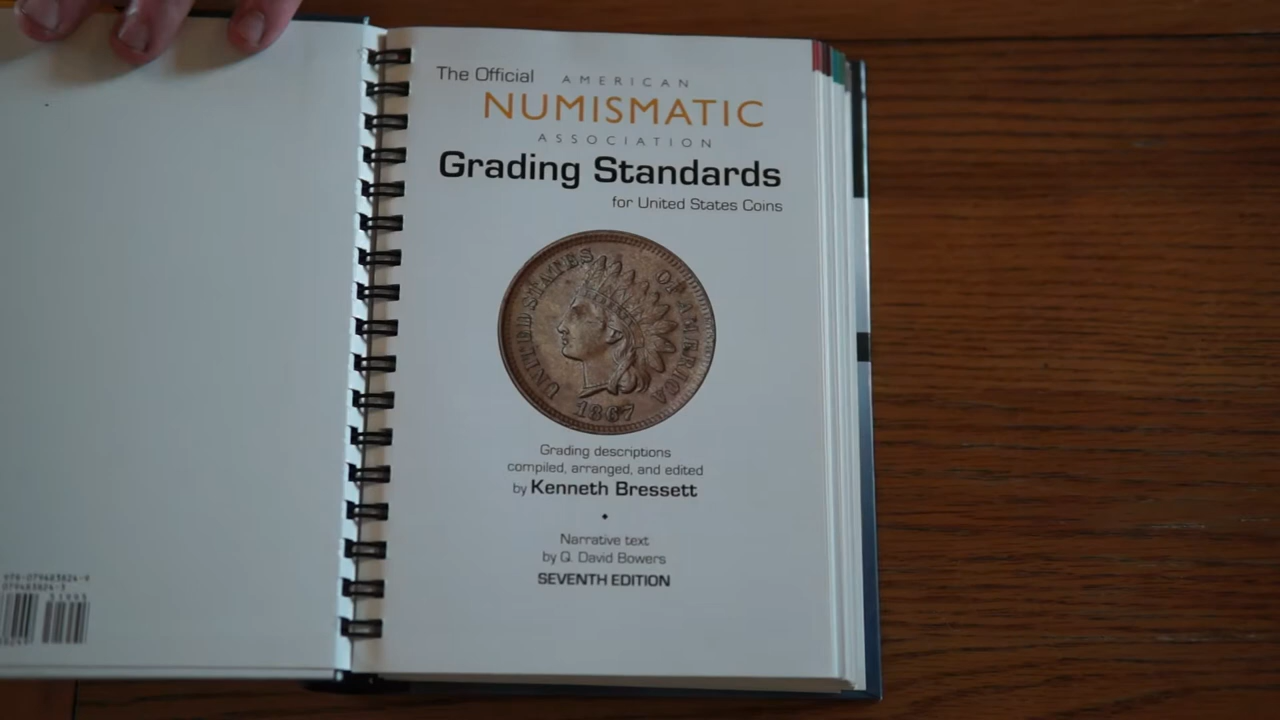 The Official AMERICAN
NUMISMATIC
ASSOCIATION
Grading Standards
for United States Coins
UNITED STATES OF AMERICA
1867
Grading descriptions
compiled, arranged, and edited
by Kenneth Bressett
Narrative text
by Q. David Bowers
SEVENTH EDITION